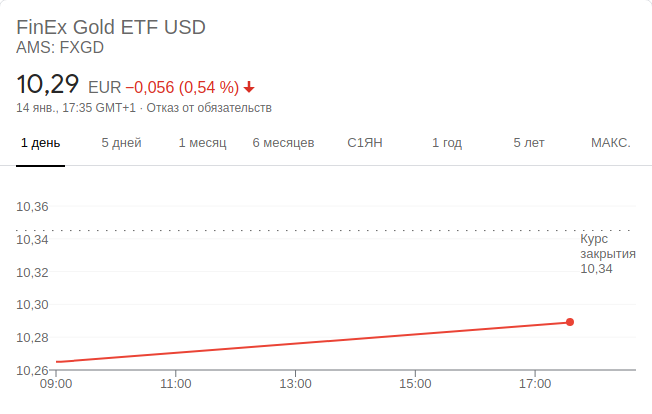 FinEx Gold ETF USD
AMS: FXGD
10,29 EUR −0,056 (0,54 %) ↓
14 янв., 17:35 GMT+1 · Отказ от обязательств
1 день 5 дней 1 месяц 6 месяцев С1ЯН 1 год 5 лет МАКС.
10,36
10,34
10,32
10,30
10,28
10,26
Курс
закрытия
10,34
09:00 11:00 13:00 15:00 17:00